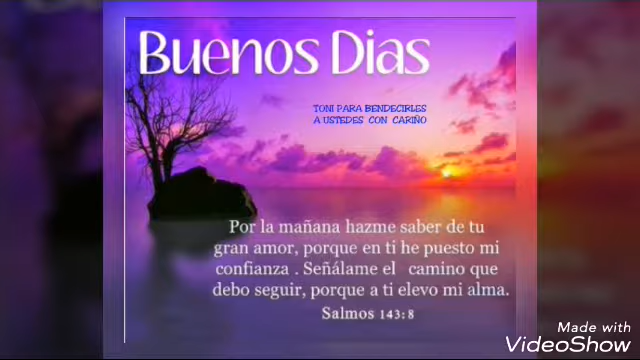 Buenos Dias
TONI PARA BENDECIRLES
A USTEDES CON CARIÑO
Por la mañana hazme saber de tu
gran amor, porque en ti he puesto mi
confianza . Señálame el camino que
debo seguir, porque a ti elevo mi alma.
Salmos 143:8
Made with
VideoShow